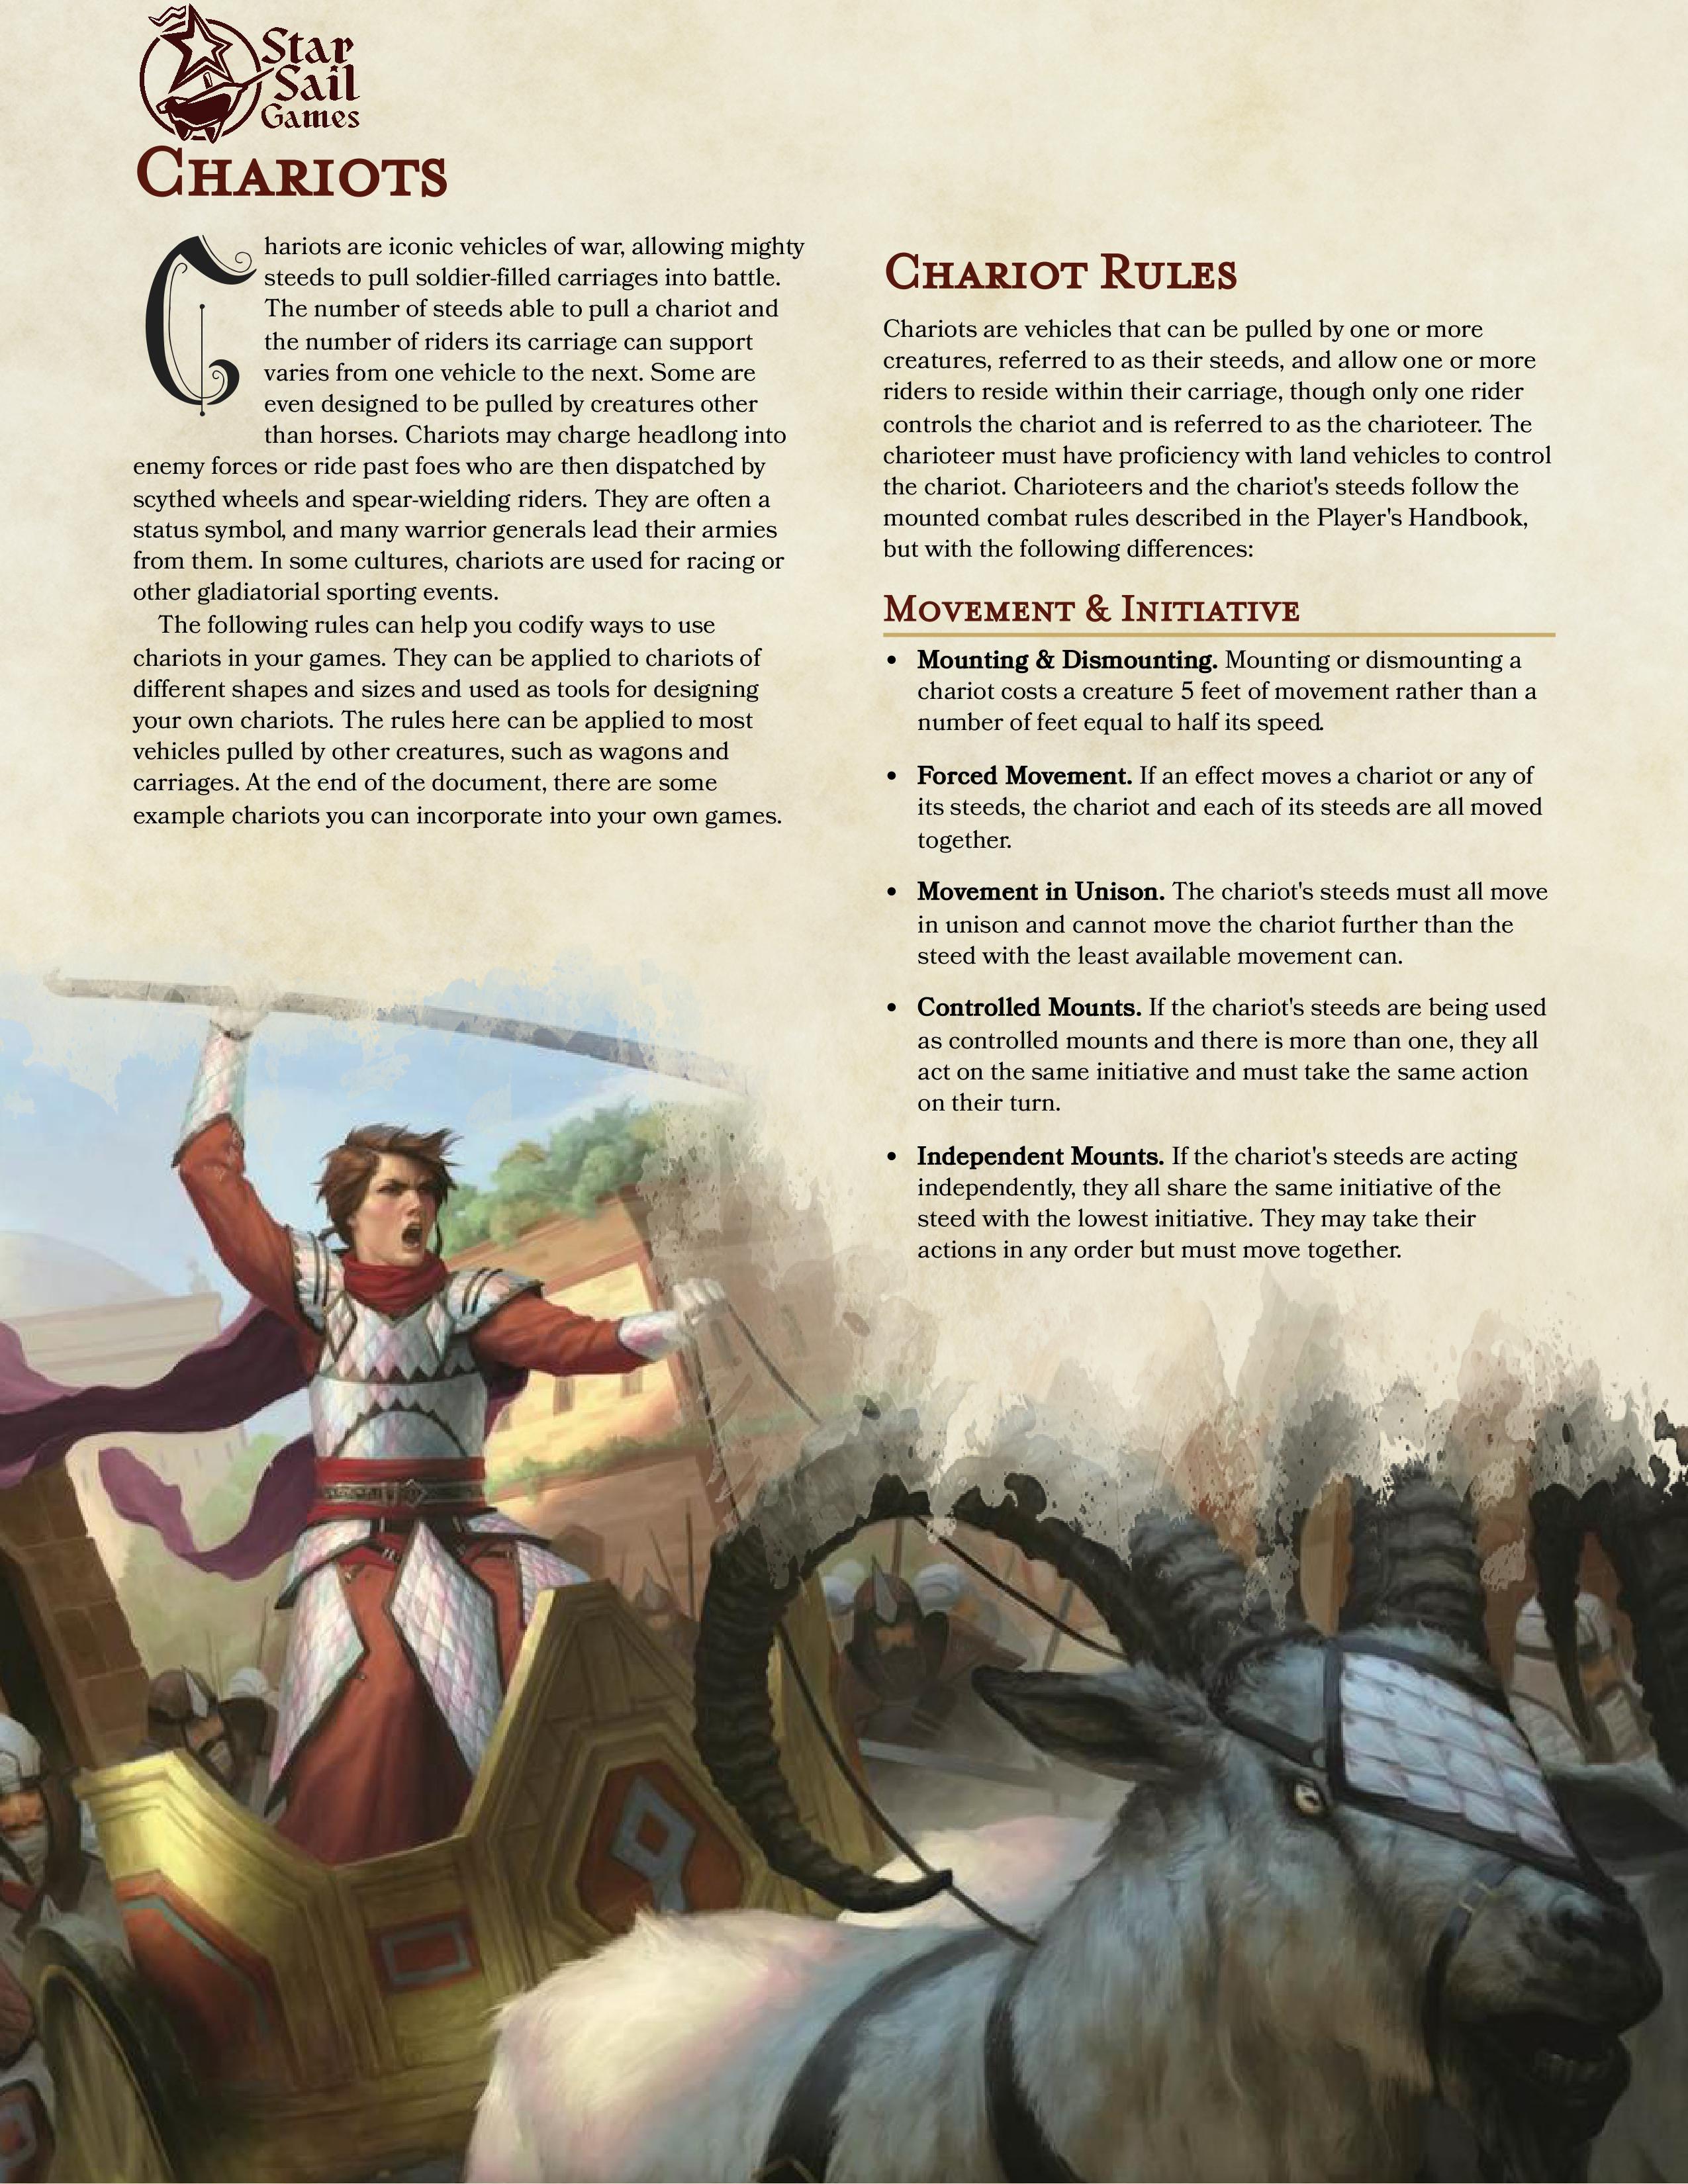 Star
Sail
Games
Chariots
Chariots are iconic vehicles of war, allowing mighty
steeds to pull soldier-filled carriages into battle.
The number of steeds able to pull a chariot and
the number of riders its carriage can support
varies from one vehicle to the next. Some are
even designed to be pulled by creatures other
than horses. Chariots may charge headlong into
enemy forces or ride past foes who are then dispatched by
scythed wheels and spear-wielding riders. They are often a
status symbol, and many warrior generals lead their armies
from them. In some cultures, chariots are used for racing or
other gladiatorial sporting events.
The following rules can help you codify ways to use
chariots in your games. They can be applied to chariots of
different shapes and sizes and used as tools for designing
your own chariots. The rules here can be applied to most
vehicles pulled by other creatures, such as wagons and
carriages. At the end of the document, there are some
example chariots you can incorporate into your own games.
Chariot Rules
Chariots are vehicles that can be pulled by one or more
creatures, referred to as their steeds, and allow one or more
riders to reside within their carriage, though only one rider
controls the chariot and is referred to as the charioteer. The
charioteer must have proficiency with land vehicles to control
the chariot. Charioteers and the chariot's steeds follow the
mounted combat rules described in the Player's Handbook,
but with the following differences:
Movement & Initiative
• Mounting & Dismounting. Mounting or dismounting a
chariot costs a creature 5 feet of movement rather than a
number of feet equal to half its speed.
• Forced Movement. If an effect moves a chariot or any of
its steeds, the chariot and each of its steeds are all moved
together.
• Movement in Unison. The chariot's steeds must all move
in unison and cannot move the chariot further than the
steed with the least available movement can.
• Controlled Mounts. If the chariot's steeds are being used
as controlled mounts and there is more than one, they all
act on the same initiative and must take the same action
on their turn.
• Independent Mounts. If the chariot's steeds are acting
independently, they all share the same initiative of the
steed with the lowest initiative. They may take their
actions in any order but must move together.